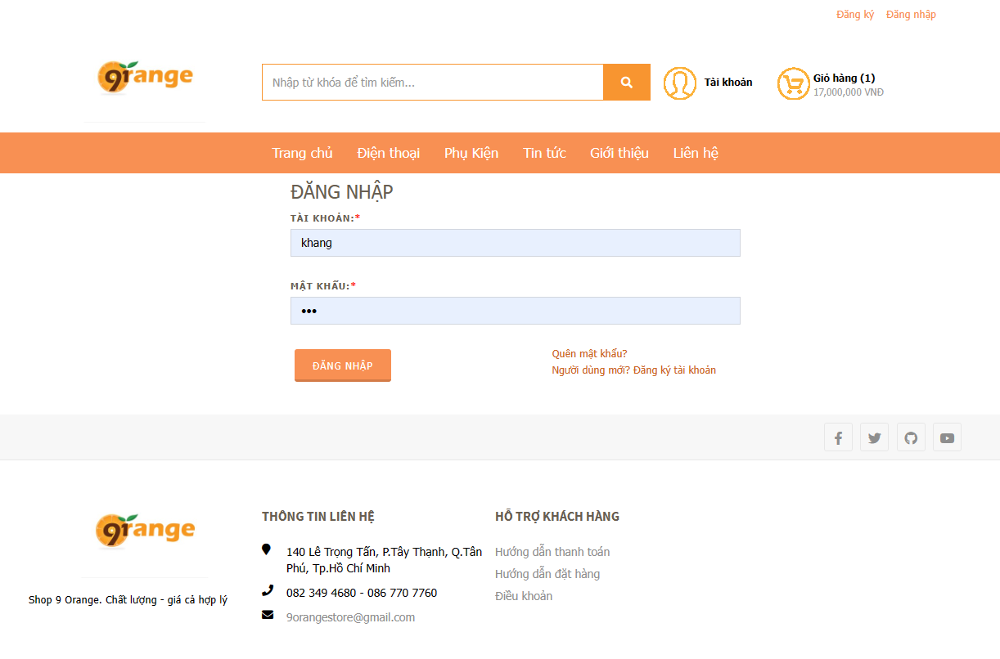 Đăng ký Đăng nhập
9range
Nhập từ khóa để tìm kiếm...
Tài khoản
Giỏ hàng (1)
17,000,000 VNĐ
Trang chủ Điện thoại Phụ Kiện Tin tức Giới thiệu Liên hệ
ĐĂNG NHẬP
TÀI KHOẢN:*
khang
MẬT KHẨU:*
•••
ĐĂNG NHẬP
Quên mật khẩu?
Người dùng mới? Đăng ký tài khoản
9range
Shop 9 Orange. Chất lượng - giá cả hợp lý
THÔNG TIN LIÊN HỆ
140 Lê Trọng Tấn, P.Tây Thạnh, Q.Tân
Phú, Tp.Hồ Chí Minh
082 349 4680 - 086 770 7760
9orangestore@gmail.com
HỖ TRỢ KHÁCH HÀNG
Hướng dẫn thanh toán
Hướng dẫn đặt hàng
Điều khoản